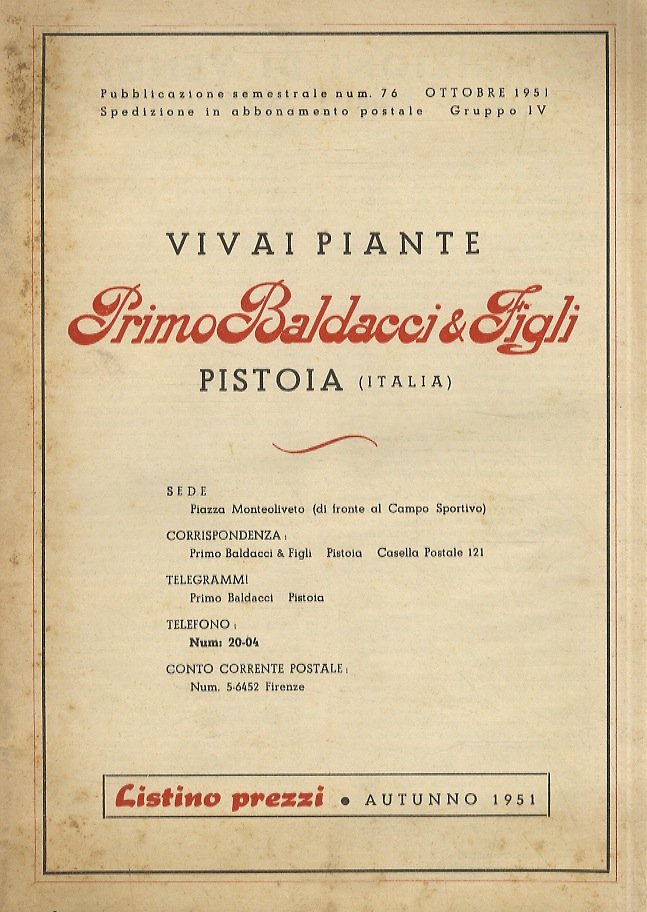 Pubblicazione semestrale num. 76 OTTOBRE 1951
Spedizione in abbonamento postale Gruppo IV
VIVAI PIANTE
Primo Baldacci & Figli
PISTOIA (ITALIA)
SEDE
Piazza Monteoliveto (di fronte al Campo Sportivo)
CORRISPONDENZA:
Primo Baldacci & Figli Pistoia Casella Postale 121
TELEGRAMMI
Primo Baldacci Pistoia
TELEFONO:
Num: 20-04
CONTO CORRENTE POSTALE:
Num. 5-6452 Firenze
Listino prezzi • AUTUNNO 1951